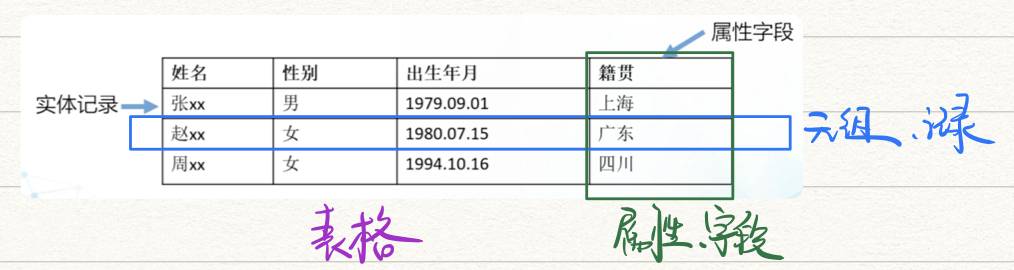 属性字段
姓名 性别 出生年月 籍贯
实体记录 张xx 男 1979.09.01 上海
赵xx 女 1980.07.15 广东 元组、记录
周xx 女 1994.10.16 四川
表格 属性、字段